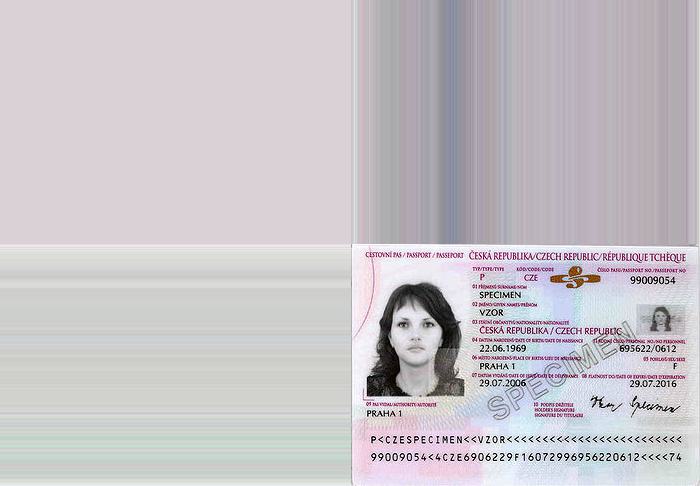 CESTOVNÍ PAS / PASSPORT / PASSEPORT ČESKÁ REPUBLIKA/CZECH REPUBLIC/RÉPUBLIQUE TCHÈQUE
TYP/TYPE/TYPE KÓD/CODE/CODE ČÍSLO PASU/PASSPORT NO./PASSEPORT NO
P CZE 99009054
01 PŘÍJMENÍ/SURNAME/NOM
SPECIMEN
02 JMÉNO/GIVEN NAMES/PRÉNOM
VZOR
03 STÁTNÍ OBČANSTVÍ/NATIONALITY/NATIONALITÉ
ČESKÁ REPUBLIKA / CZECH REPUBLIC
04 DATUM NAROZENÍ/DATE OF BIRTH/DATE DE NAISSANCE 11 RODNÉ ČÍSLO/PERSONAL NO./NO PERSONNEL
22.06.1969 695622/0612
06 MÍSTO NAROZENÍ/PLACE OF BIRTH/LIEU DE NAISSANCE 05 POHLAVÍ/SEX/SEXE
PRAHA 1 F
07 DATUM VYDÁNÍ/DATE OF ISSUE/DATE DE DÉLIVRANCE 08 PLATNOST DO/DATE OF EXPIRY/DATE D'EXPIRATION
29.07.2006 29.07.2016
SPECIMEN
09 PAS VYDAL/AUTHORITY/AUTORITÉ
PRAHA 1
10 PODPIS DRŽITELE
HOLDER'S SIGNATURE
SIGNATURE DU TITULAIRE
P<CZESPECIMEN<<VZOR<<<<<<<<<<<<<<<<<<<<<<<<<
99009054<4CZE6906229F16072996956220612<<<<74